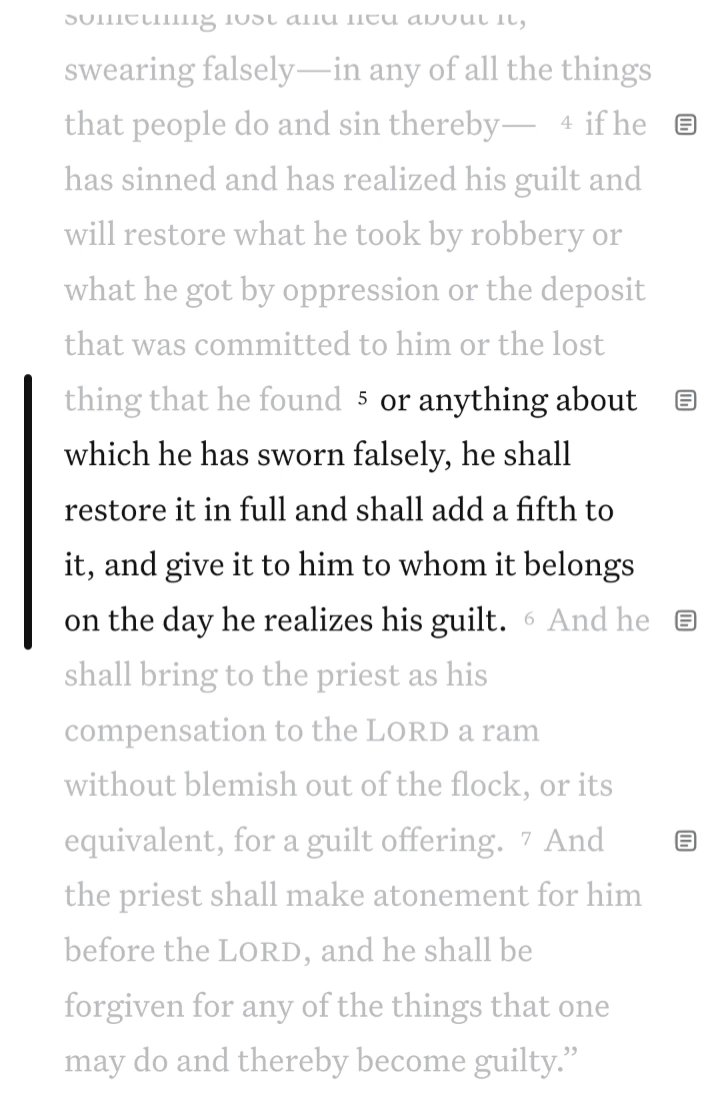 something lost and lied about it,
swearing falsely—in any of all the things
that people do and sin thereby— 4 if he
has sinned and has realized his guilt and
will restore what he took by robbery or
what he got by oppression or the deposit
that was committed to him or the lost
thing that he found 5 or anything about
which he has sworn falsely, he shall
restore it in full and shall add a fifth to
it, and give it to him to whom it belongs
on the day he realizes his guilt. 6 And he
shall bring to the priest as his
compensation to the LORD a ram
without blemish out of the flock, or its
equivalent, for a guilt offering. 7 And
the priest shall make atonement for him
before the LORD, and he shall be
forgiven for any of the things that one
may do and thereby become guilty.”